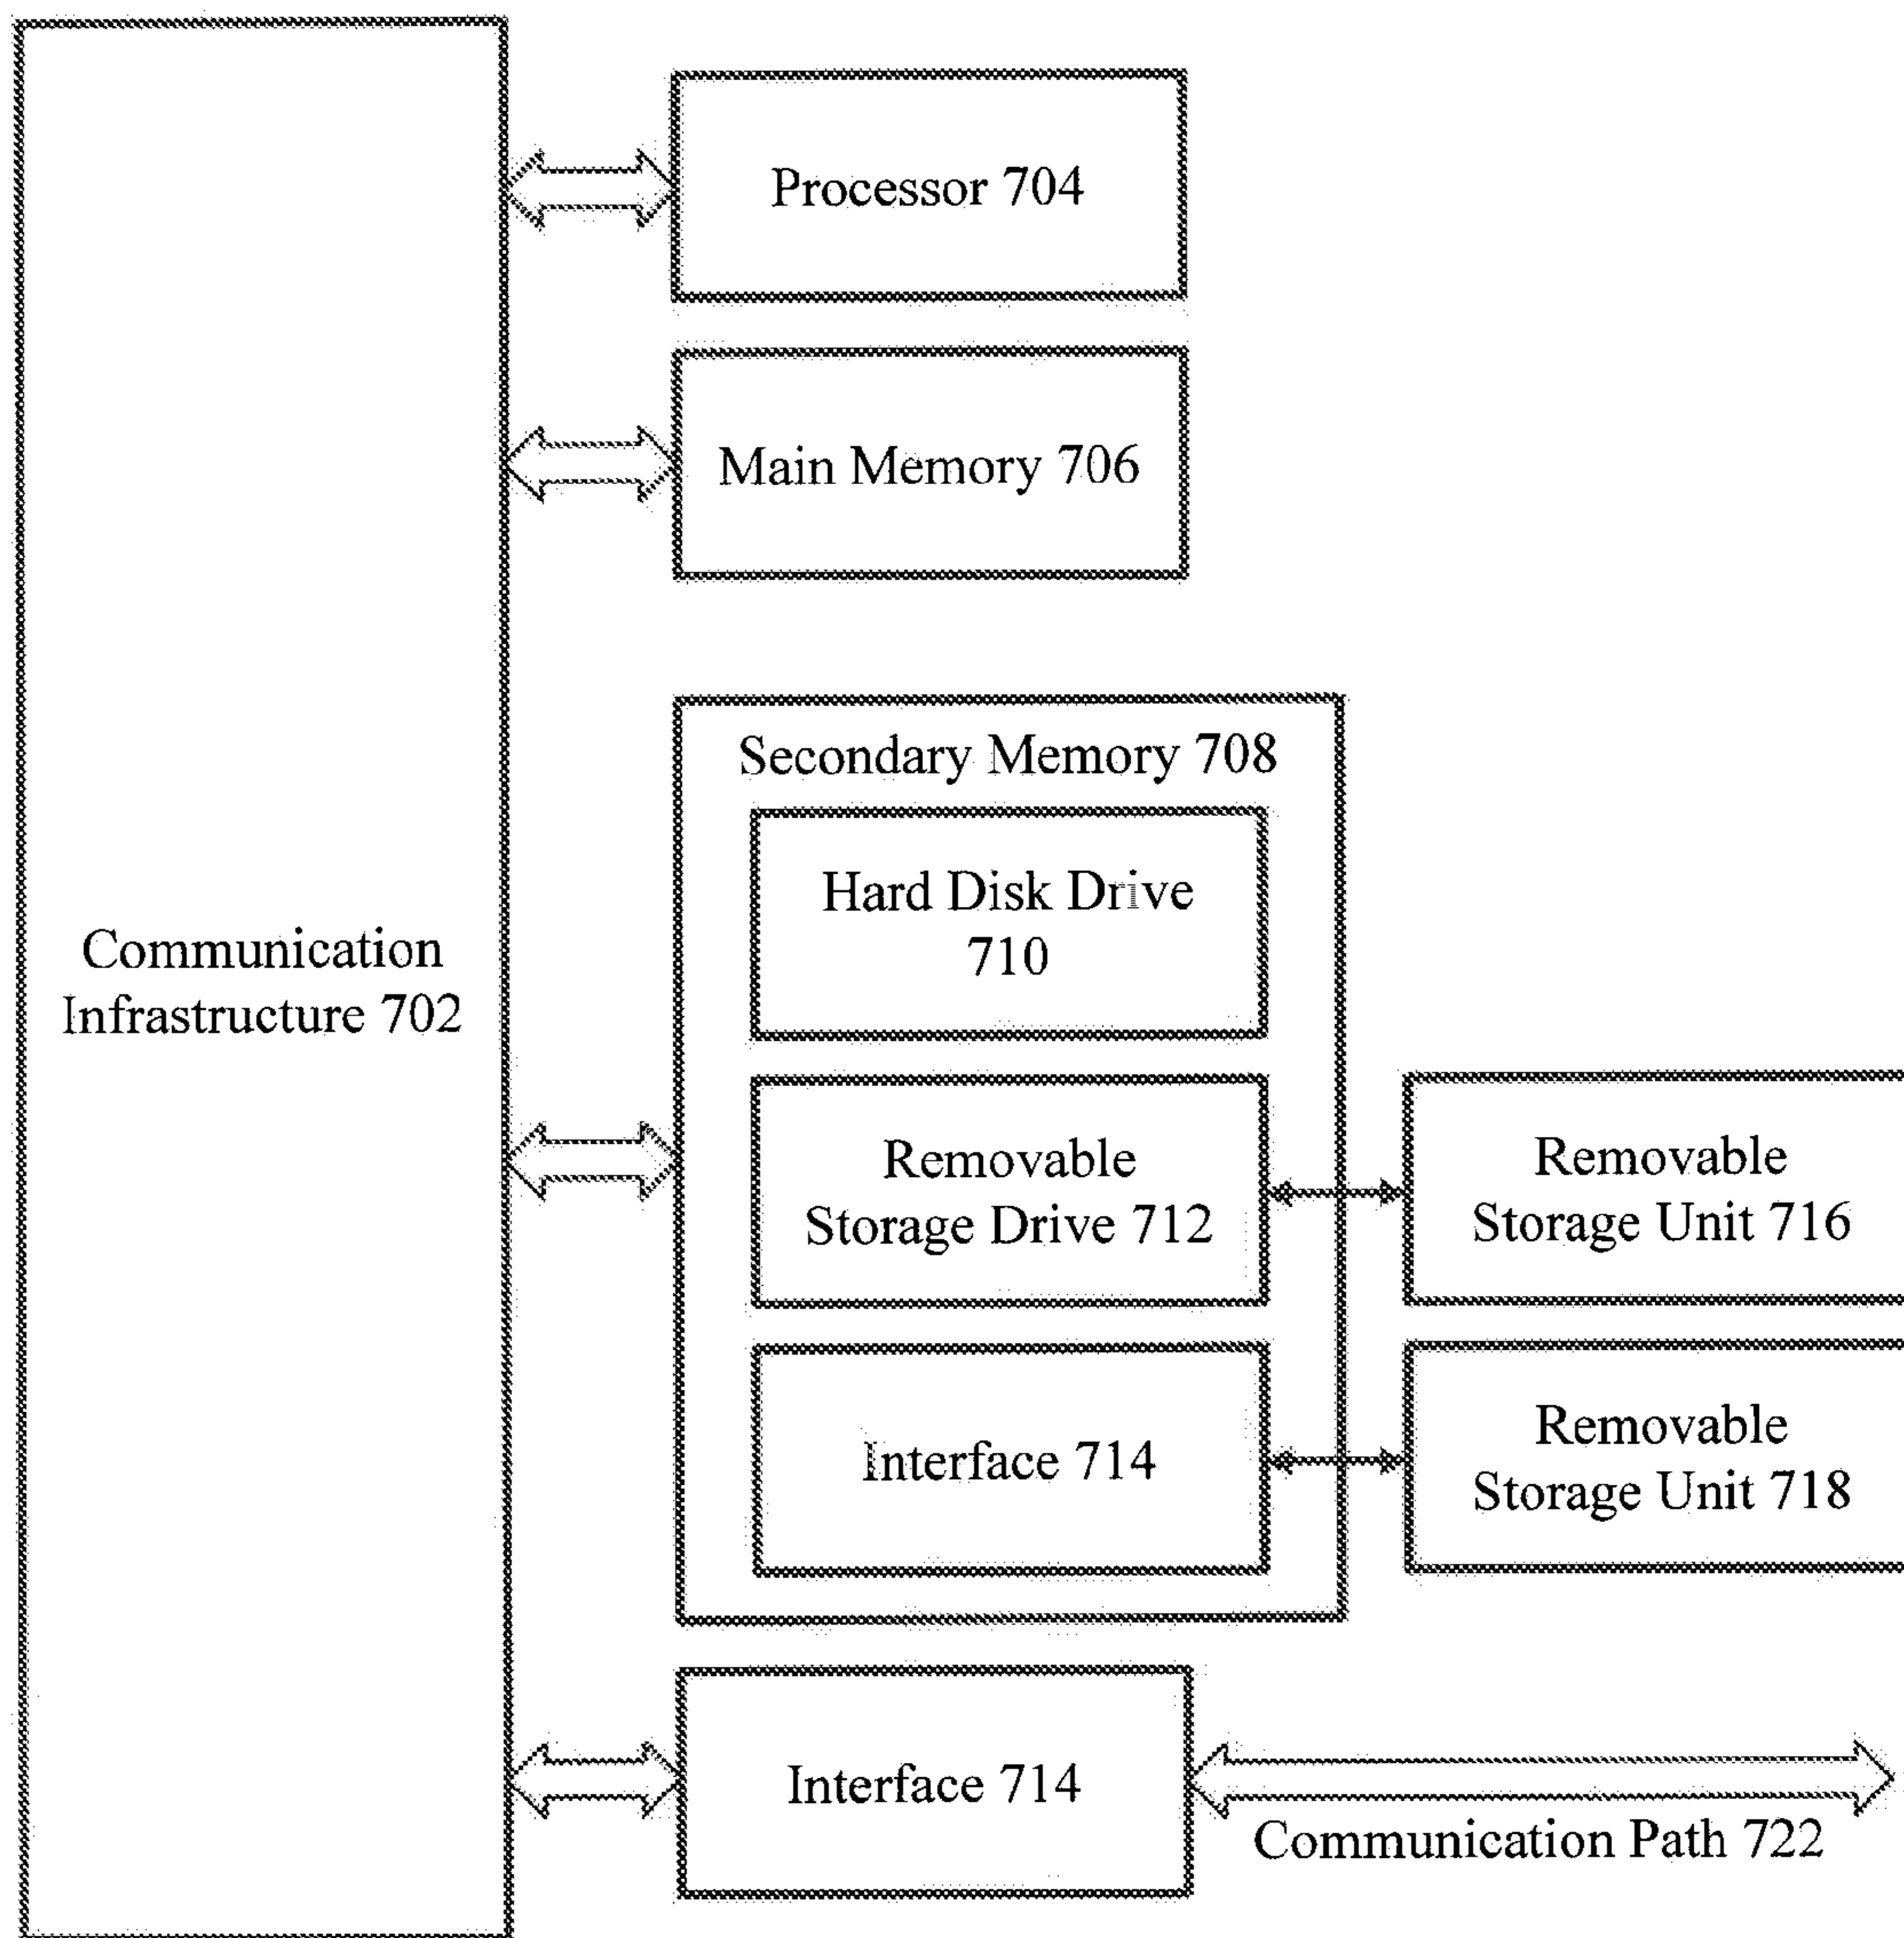 Processor 704
Main Memory 706
Secondary Memory 708
Hard Disk Drive
710
Communication
Infrastructure 702
Removable
Storage Drive 712
Removable
Storage Unit 716
Interface 714
Removable
Storage Unit 718
Interface 714
Communication Path 722